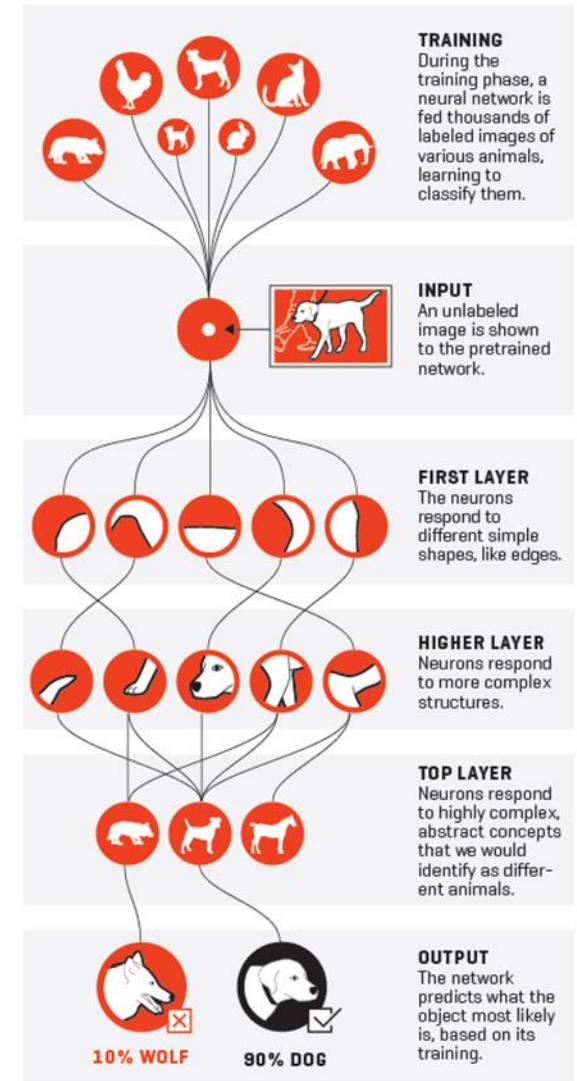 TRAINING
During the
training phase, a
neural network is
fed thousands of
labeled images of
various animals,
learning to
classify them.
INPUT
An unlabeled
image is shown
to the pretrained
network.
FIRST LAYER
The neurons
respond to
different simple
shapes, like edges.
HIGHER LAYER
Neurons respond
to more complex
structures.
TOP LAYER
Neurons respond
to highly complex,
abstract concepts
that we would
identify as differ-
ent animals.
OUTPUT
The network
predicts what the
object most likely
is, based on its
training.
10% WOLF
90% DOG